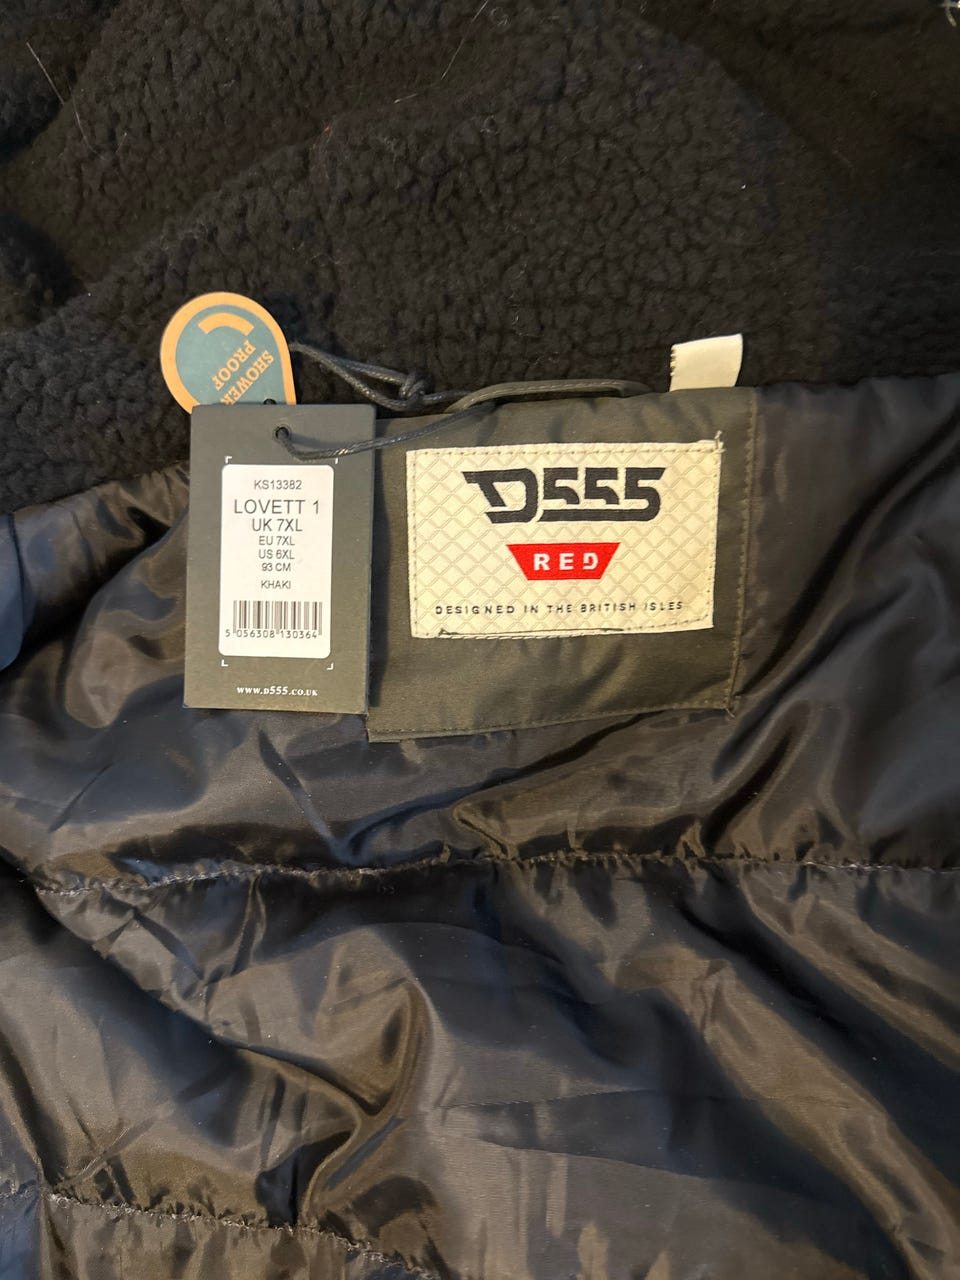 SHOWER
PROOF
KS13382
LOVETT 1
UK 7XL
EU 7XL
US 6XL
93 CM
KHAKI
5 056308 130364
WWW.D555.CO.UK
D555
RED
DESIGNED IN THE BRITISH ISLES